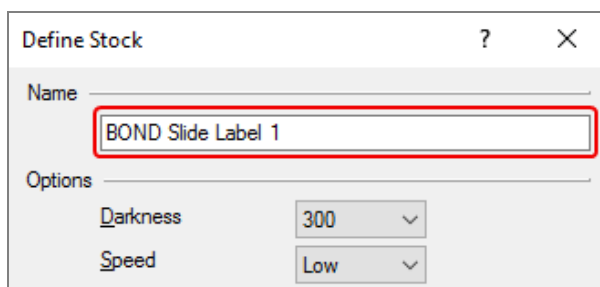 Define Stock ? ✕
Name
BOND Slide Label 1
Options
Darkness 300
Speed Low